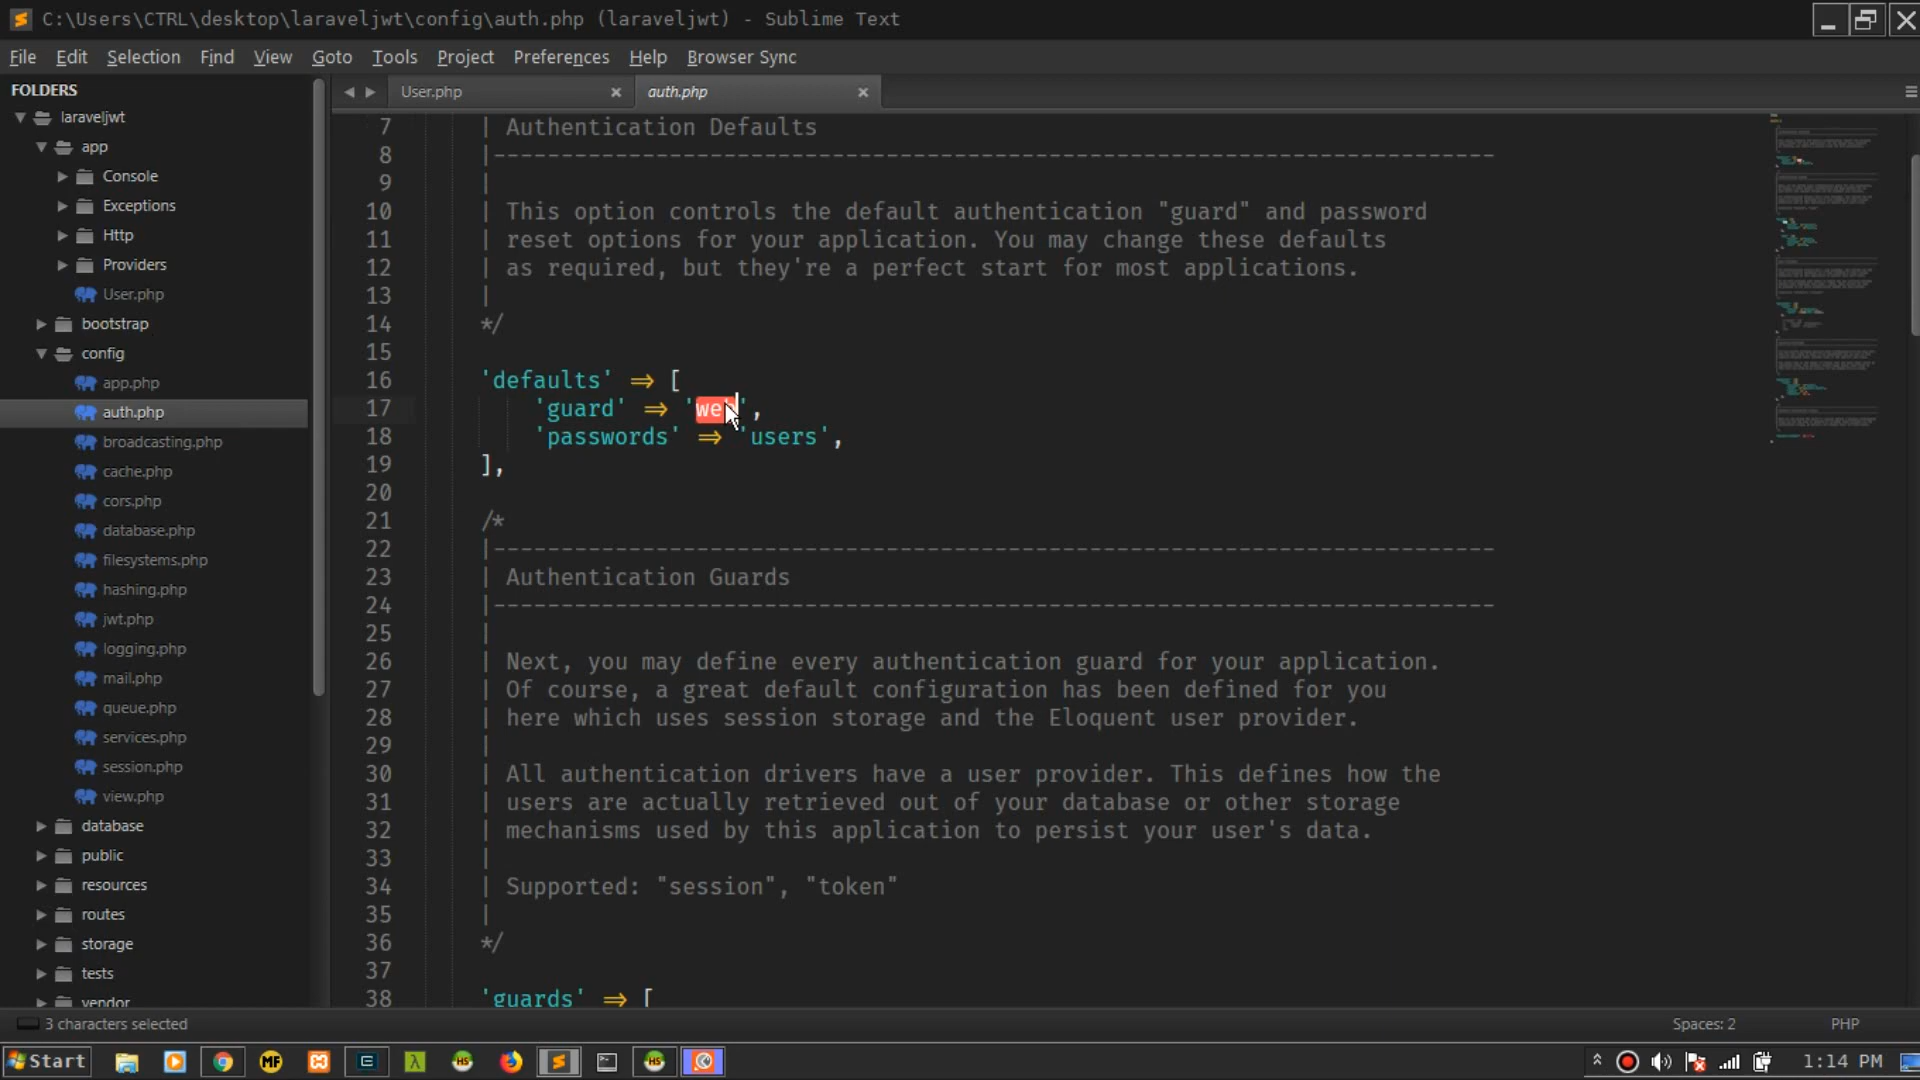 C:\Users\CTRL\desktop\laraveljwt\config\auth.php (laraveljwt) - Sublime Text
File Edit Selection Find View Goto Tools Project Preferences Help Browser Sync
FOLDERS
laraveljwt
app
Console
Exceptions
Http
Providers
User.php
bootstrap
config
app.php
auth.php
broadcasting.php
cache.php
cors.php
database.php
filesystems.php
hashing.php
jwt.php
logging.php
mail.php
queue.php
services.php
session.php
view.php
database
public
resources
routes
storage
tests
vendor
User.php
auth.php
7 | Authentication Defaults
8 |--------------------------------------------------------------------------
9 |
10 | This option controls the default authentication "guard" and password
11 | reset options for your application. You may change these defaults
12 | as required, but they're a perfect start for most applications.
13 |
14 */
15
16 'defaults' => [
17 'guard' => 'web',
18 'passwords' => 'users',
19 ],
20
21 /*
22 |--------------------------------------------------------------------------
23 | Authentication Guards
24 |--------------------------------------------------------------------------
25 |
26 | Next, you may define every authentication guard for your application.
27 | Of course, a great default configuration has been defined for you
28 | here which uses session storage and the Eloquent user provider.
29 |
30 | All authentication drivers have a user provider. This defines how the
31 | users are actually retrieved out of your database or other storage
32 | mechanisms used by this application to persist your user's data.
33 |
34 | Supported: "session", "token"
35 |
36 */
37
38 'guards' => [
3 characters selected
Spaces: 2
PHP
Start
1:14 PM